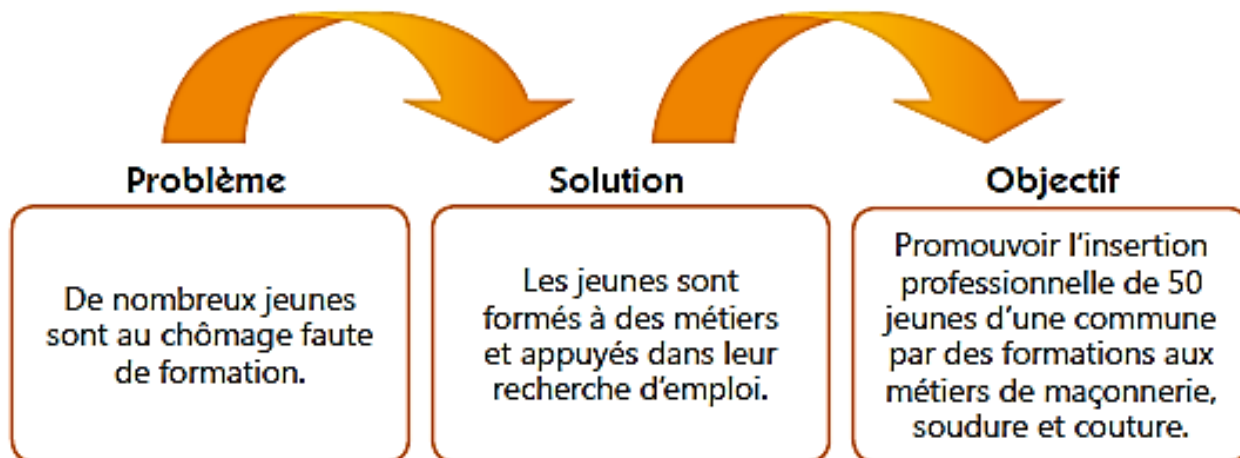 Problème
De nombreux jeunes
sont au chômage faute
de formation.
Solution
Les jeunes sont
formés à des métiers
et appuyés dans leur
recherche d'emploi.
Objectif
Promouvoir l'insertion
professionnelle de 50
jeunes d'une commune
par des formations aux
métiers de maçonnerie,
soudure et couture.